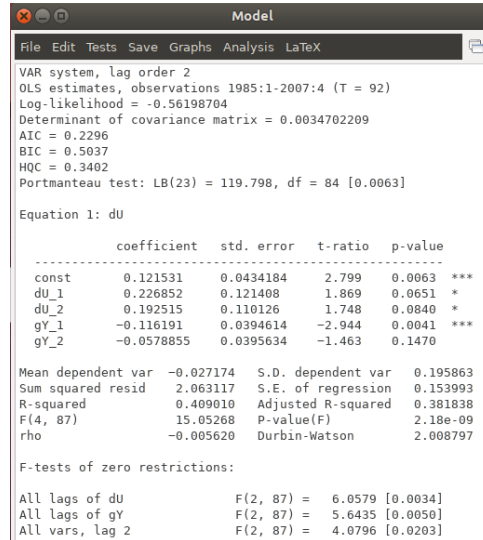 Model
File Edit Tests Save Graphs Analysis LaTeX
VAR system, lag order 2
OLS estimates, observations 1985:1-2007:4 (T = 92)
Log-likelihood = -0.56198704
Determinant of covariance matrix = 0.0034702209
AIC = 0.2296
BIC = 0.5037
HQC = 0.3402
Portmanteau test: LB(23) = 119.798, df = 84 [0.0063]
Equation 1: dU
coefficient std. error t-ratio p-value
-------------------------------------------------------
const 0.121531 0.0434184 2.799 0.0063 ***
dU_1 0.226852 0.121408 1.869 0.0651 *
dU_2 0.192515 0.110126 1.748 0.0840 *
gY_1 −0.116191 0.0394614 −2.944 0.0041 ***
gY_2 −0.0578855 0.0395634 −1.463 0.1470
Mean dependent var −0.027174 S.D. dependent var 0.195863
Sum squared resid 2.063117 S.E. of regression 0.153993
R-squared 0.409010 Adjusted R-squared 0.381838
F(4, 87) 15.05268 P-value(F) 2.18e-09
rho −0.005620 Durbin-Watson 2.008797
F-tests of zero restrictions:
All lags of dU F(2, 87) = 6.0579 [0.0034]
All lags of gY F(2, 87) = 5.6435 [0.0050]
All vars, lag 2 F(2, 87) = 4.0796 [0.0203]